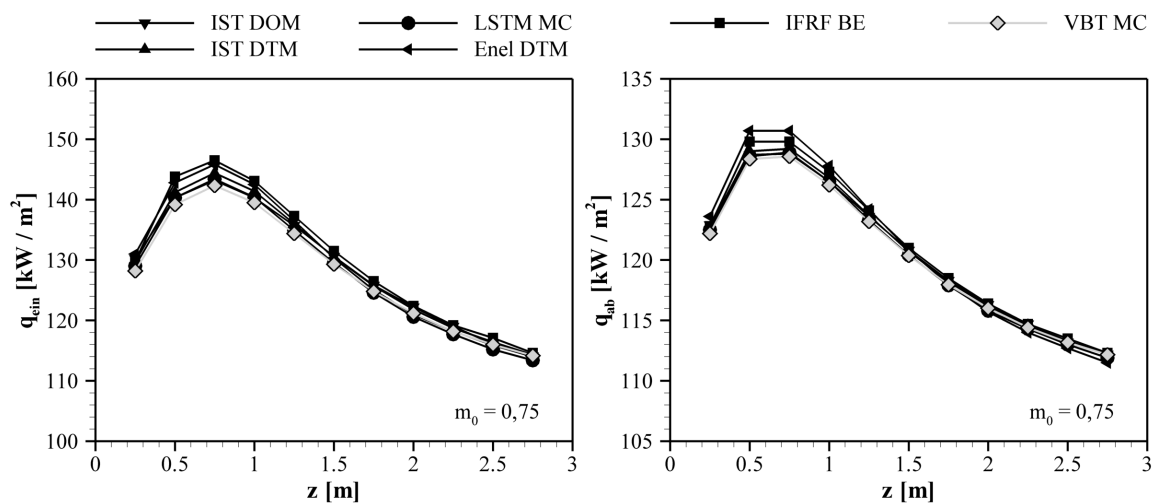 IST DOM LSTM MC IFRF BE VBT MC
IST DTM Enel DTM
160
150
140
130
120
110
100
q_ein [kW / m²]
m₀ = 0,75
0 0.5 1 1.5 2 2.5 3
z [m]
135
130
125
120
115
110
105
q_ab [kW / m²]
m₀ = 0,75
0 0.5 1 1.5 2 2.5 3
z [m]